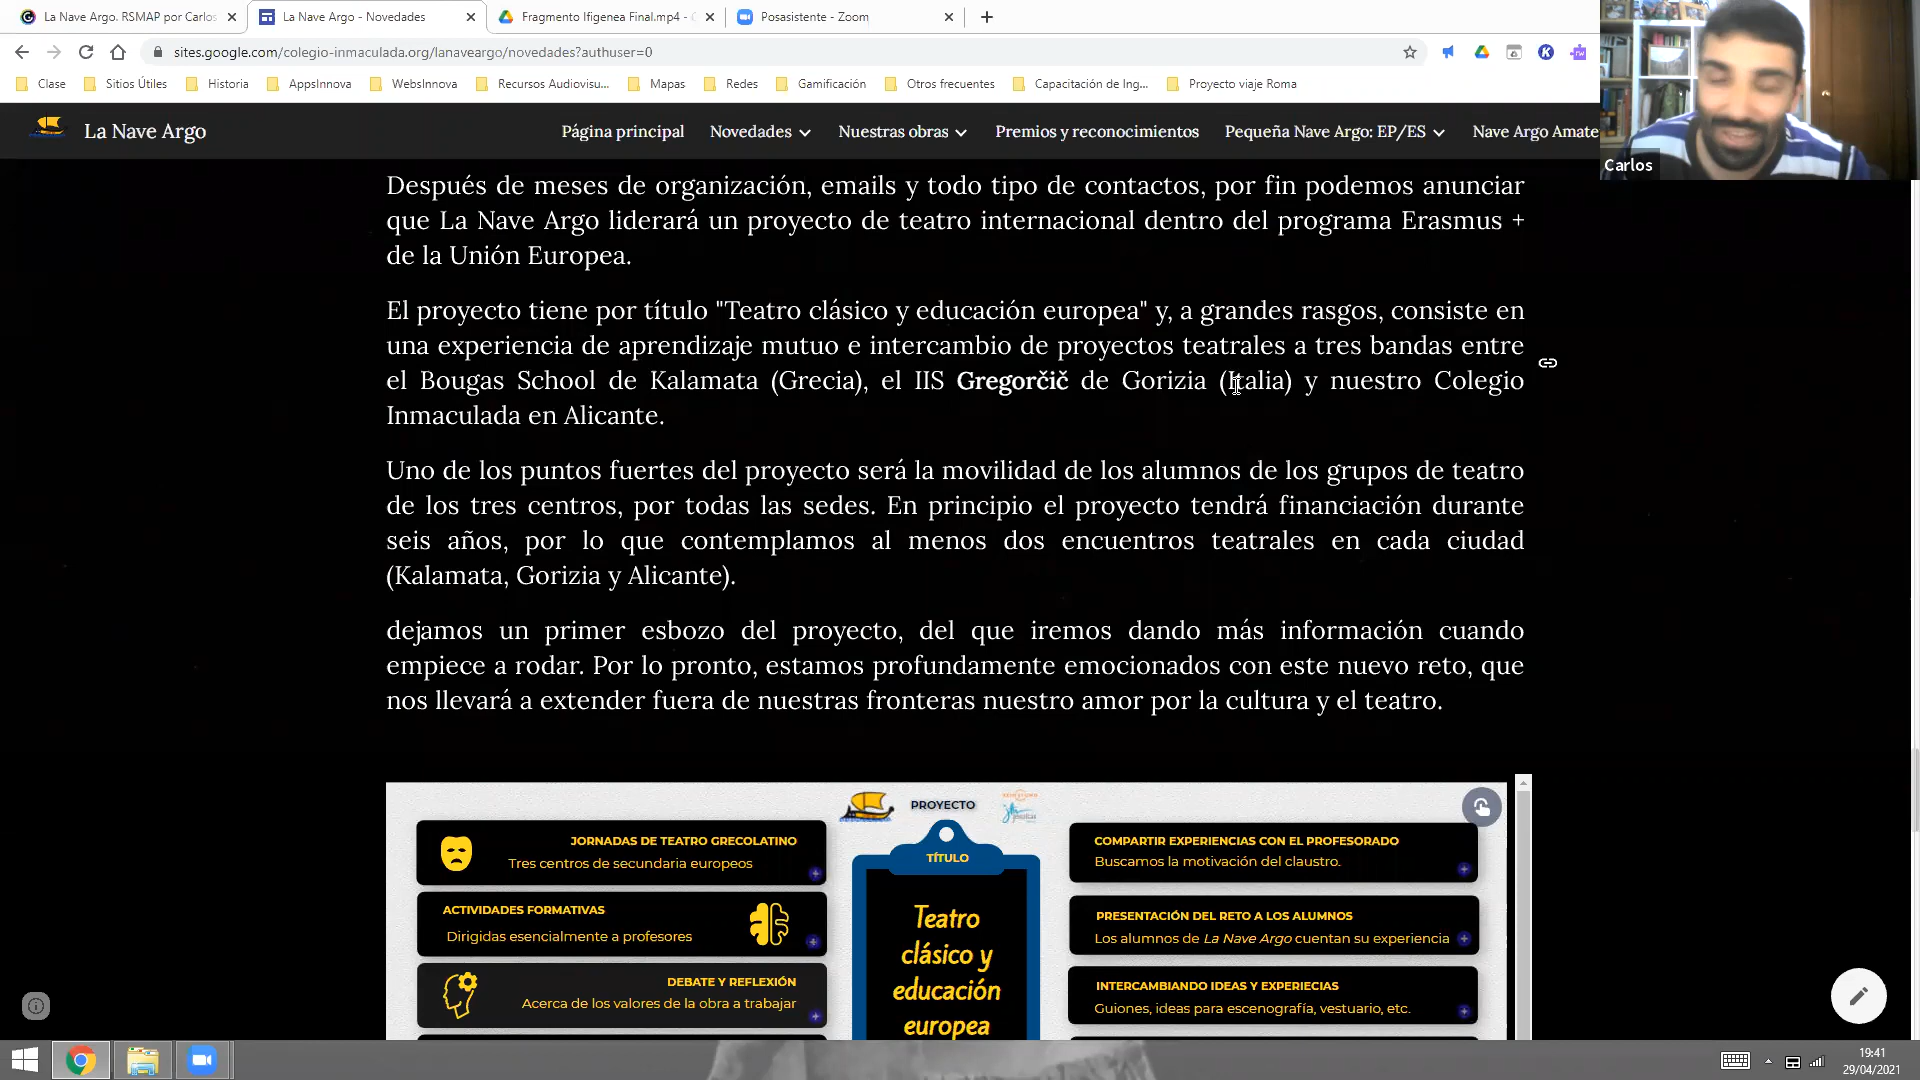 La Nave Argo. RSMAP por Carlos
La Nave Argo - Novedades
Fragmento Ifigenea Final.mp4 -
Posasistente - Zoom
sites.google.com/colegio-inmaculada.org/lanaveargo/novedades?authuser=0
Clase
Sitios Útiles
Historia
AppsInnova
WebsInnova
Recursos Audiovisu...
Mapas
Redes
Gamificación
Otros frecuentes
Capacitación de Ing...
Proyecto viaje Roma
La Nave Argo
Página principal
Novedades
Nuestras obras
Premios y reconocimientos
Pequeña Nave Argo: EP/ES
Nave Argo Amate
Carlos
Después de meses de organización, emails y todo tipo de contactos, por fin podemos anunciar
que La Nave Argo liderará un proyecto de teatro internacional dentro del programa Erasmus +
de la Unión Europea.
El proyecto tiene por título "Teatro clásico y educación europea" y, a grandes rasgos, consiste en
una experiencia de aprendizaje mutuo e intercambio de proyectos teatrales a tres bandas entre
el Bougas School de Kalamata (Grecia), el IIS Gregorčič de Gorizia (Italia) y nuestro Colegio
Inmaculada en Alicante.
Uno de los puntos fuertes del proyecto será la movilidad de los alumnos de los grupos de teatro
de los tres centros, por todas las sedes. En principio el proyecto tendrá financiación durante
seis años, por lo que contemplamos al menos dos encuentros teatrales en cada ciudad
(Kalamata, Gorizia y Alicante).
dejamos un primer esbozo del proyecto, del que iremos dando más información cuando
empiece a rodar. Por lo pronto, estamos profundamente emocionados con este nuevo reto, que
nos llevará a extender fuera de nuestras fronteras nuestro amor por la cultura y el teatro.
PROYECTO
JORNADAS DE TEATRO GRECOLATINO
Tres centros de secundaria europeos
ACTIVIDADES FORMATIVAS
Dirigidas esencialmente a profesores
DEBATE Y REFLEXIÓN
Acerca de los valores de la obra a trabajar
TÍTULO
Teatro
clásico y
educación
europea
COMPARTIR EXPERIENCIAS CON EL PROFESORADO
Buscamos la motivación del claustro.
PRESENTACIÓN DEL RETO A LOS ALUMNOS
Los alumnos de La Nave Argo cuentan su experiencia
INTERCAMBIANDO IDEAS Y EXPERIECIAS
Guiones, ideas para escenografía, vestuario, etc.
19:41
29/04/2021